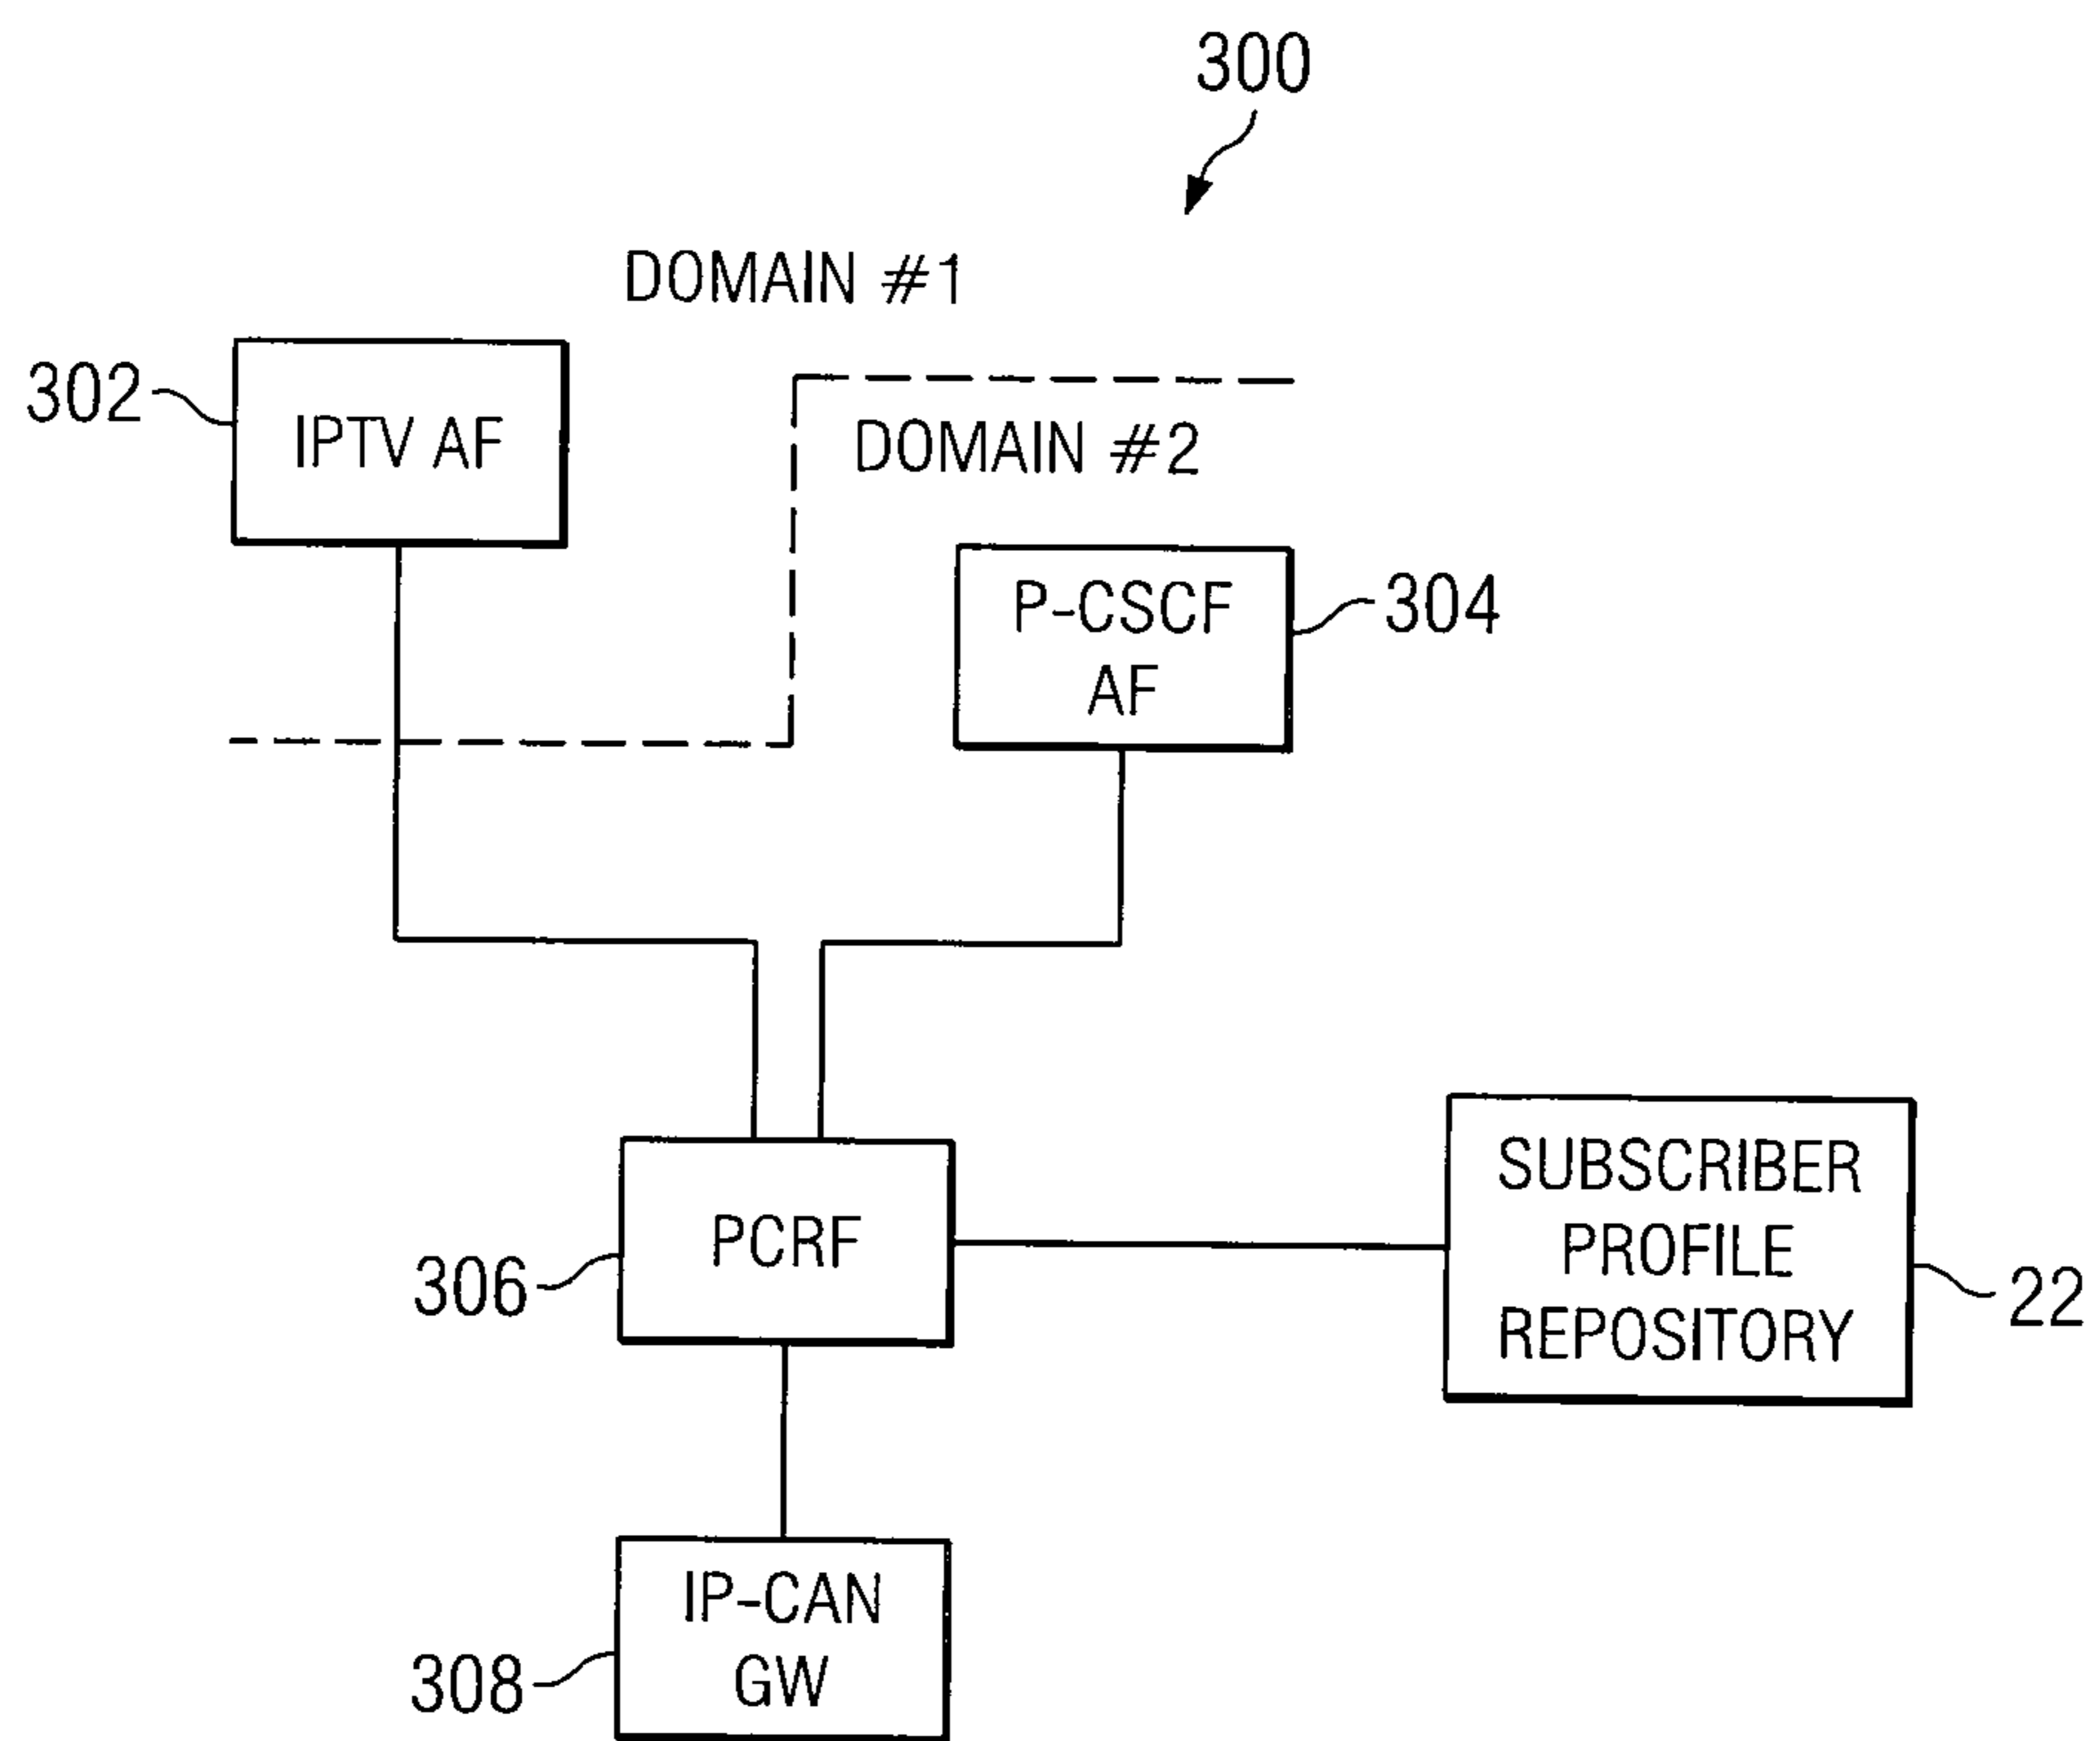 300
DOMAIN #1
302
IPTV AF
DOMAIN #2
P-CSCF
AF
304
PCRF
306
SUBSCRIBER
PROFILE
REPOSITORY
22
IP-CAN
GW
308